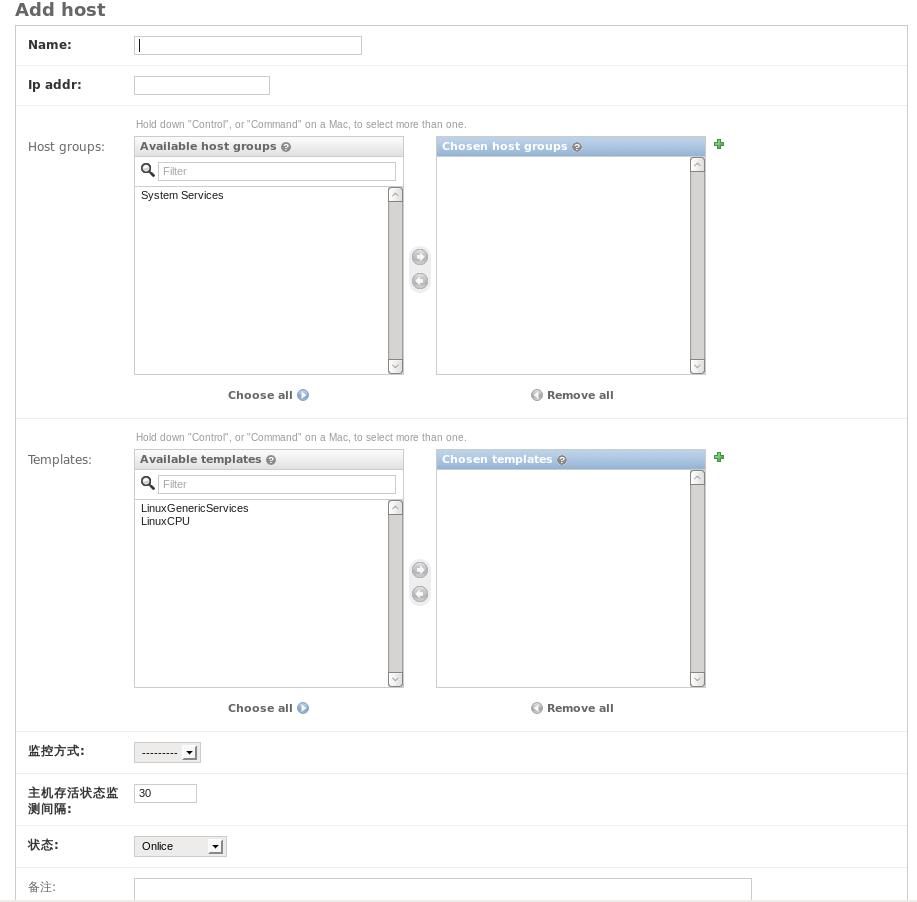 Add host
Name:
Ip addr:
Hold down "Control", or "Command" on a Mac, to select more than one.
Host groups:
Available host groups ?
Chosen host groups ?
Filter
System Services
Choose all
Remove all
Hold down "Control", or "Command" on a Mac, to select more than one.
Templates:
Available templates ?
Chosen templates ?
Filter
LinuxGenericServices
LinuxCPU
Choose all
Remove all
监控方式:
---------
主机存活状态监
测间隔:
30
状态:
Onlice
备注: